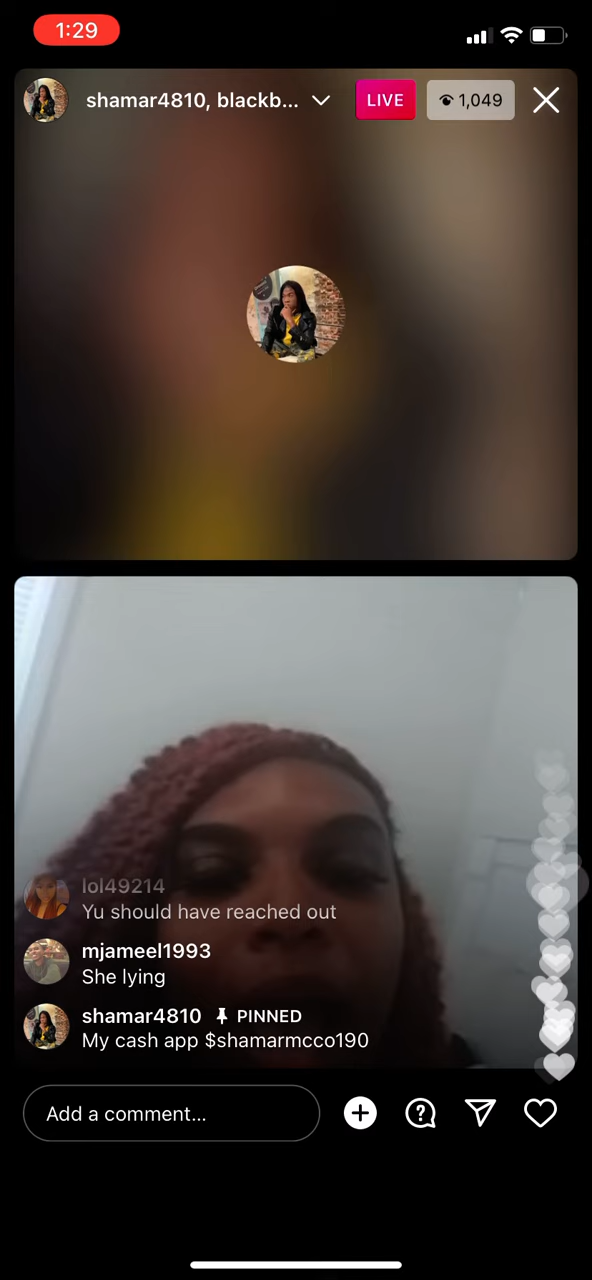 1:29
shamar4810, blackb...
LIVE
1,049
lol49214
Yu should have reached out
mjameel1993
She lying
shamar4810 PINNED
My cash app $shamarmcco190
Add a comment...